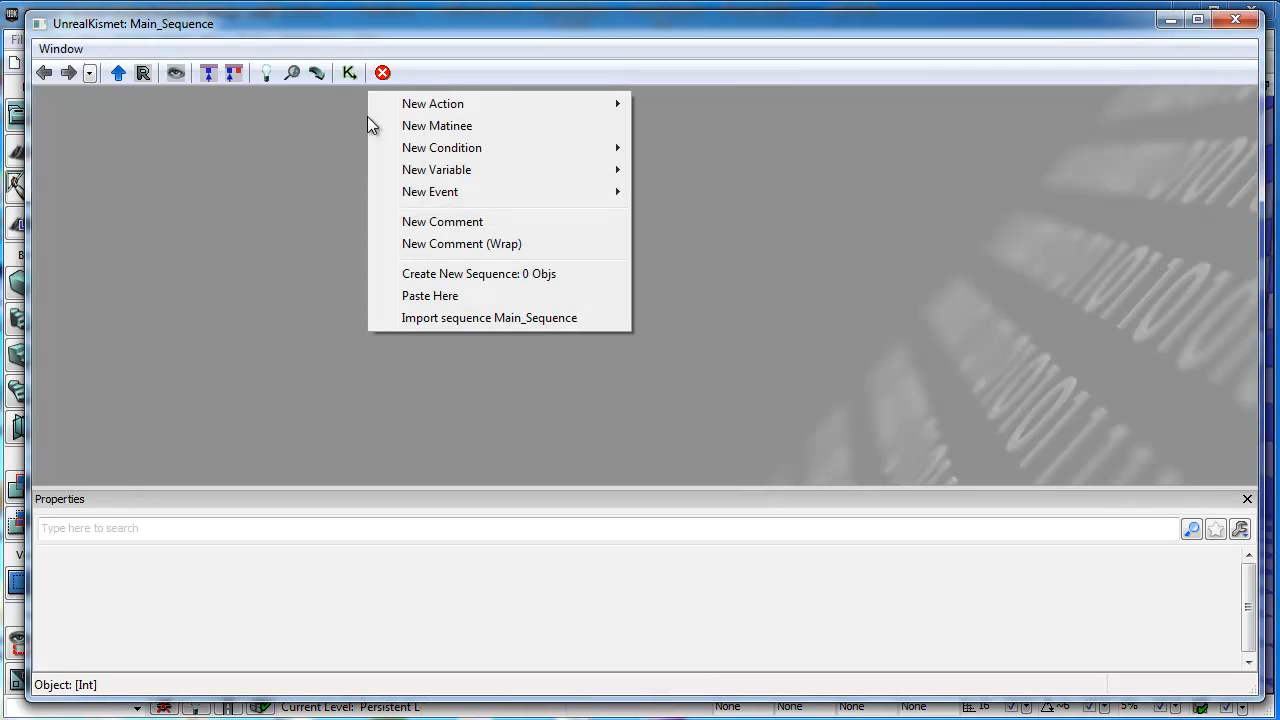 UnrealKismet: Main_Sequence
Window
New Action
New Matinee
New Condition
New Variable
New Event
New Comment
New Comment (Wrap)
Create New Sequence: 0 Objs
Paste Here
Import sequence Main_Sequence
Properties
Type here to search
Object: [Int]
Current Level: Persistent L
None
None
None
None
16
6
5%